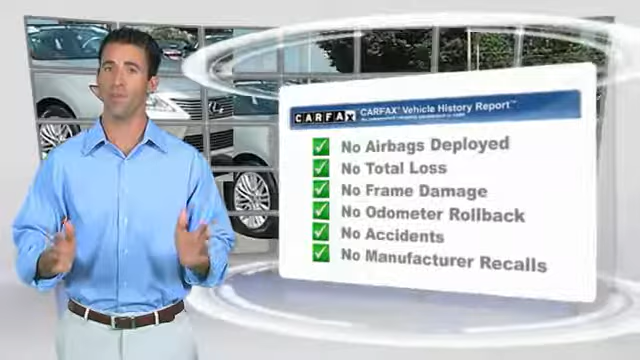 CARFAX
CARFAX Vehicle History Report™
No Airbags Deployed
No Total Loss
No Frame Damage
No Odometer Rollback
No Accidents
No Manufacturer Recalls